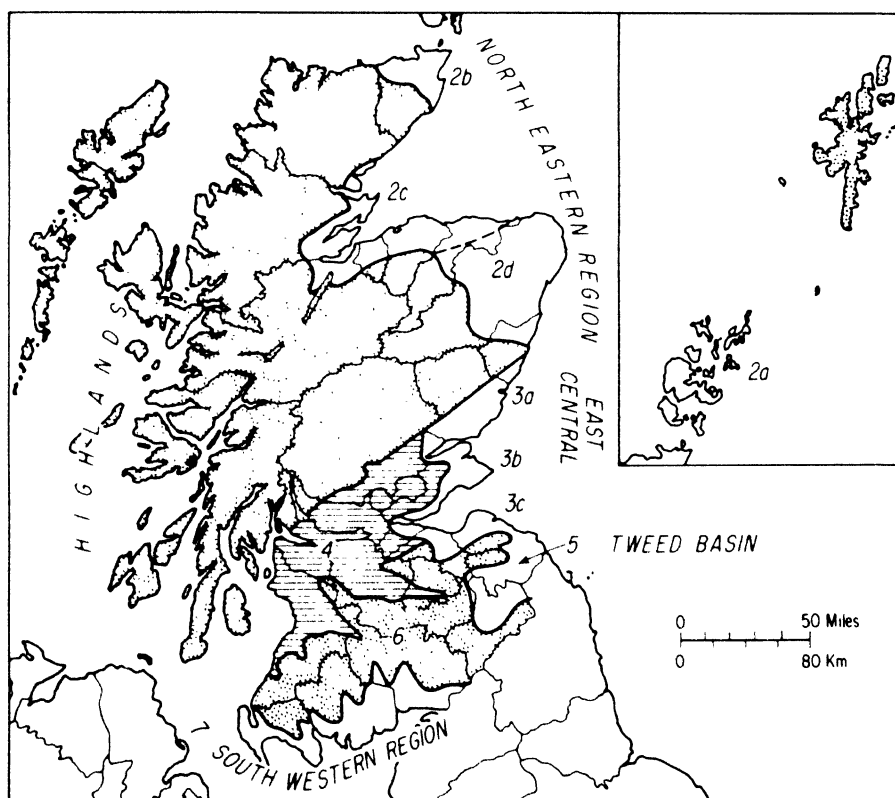 NORTH EASTERN REGION
2b
2c
2d
2a
HIGHLANDS
3a
EAST CENTRAL
3b
3c
4
5 TWEED BASIN
6
0 50 Miles
0 80 Km
7 SOUTH WESTERN REGION